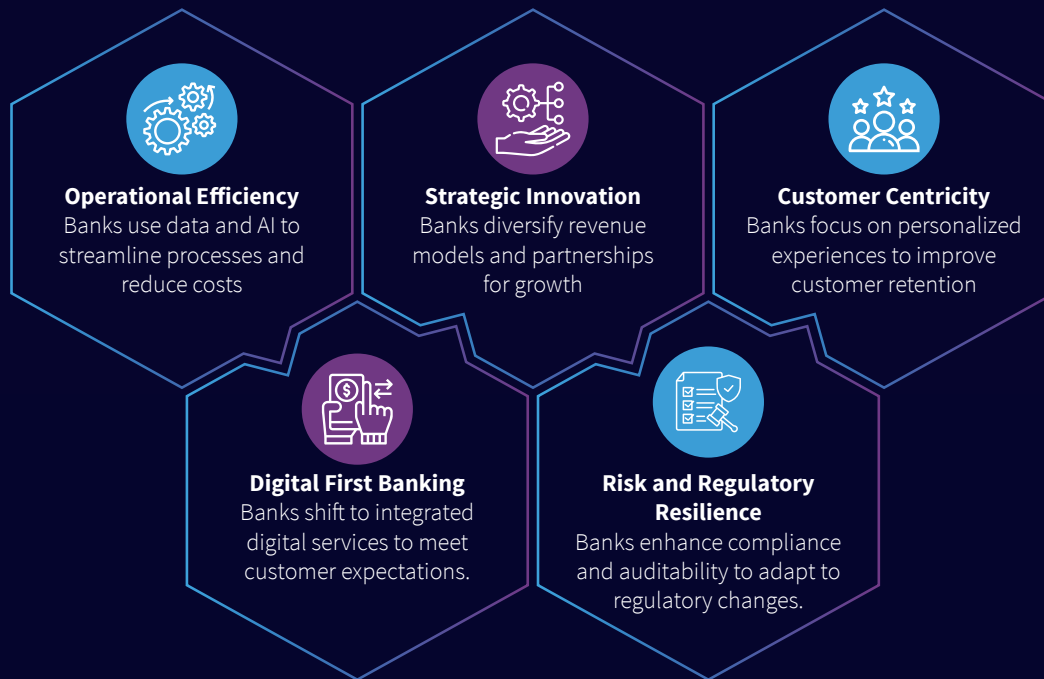 Operational Efficiency
Banks use data and AI to
streamline processes and
reduce costs
Strategic Innovation
Banks diversify revenue
models and partnerships
for growth
Customer Centricity
Banks focus on personalized
experiences to improve
customer retention
$
Digital First Banking
Banks shift to integrated
digital services to meet
customer expectations.
Risk and Regulatory
Resilience
Banks enhance compliance
and auditability to adapt to
regulatory changes.